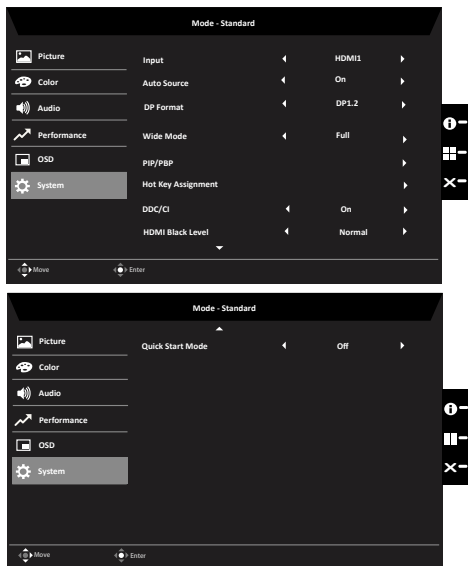 Mode - Standard
Picture
Color
Audio
Performance
OSD
System
Input HDMI1
Auto Source On
DP Format DP1.2
Wide Mode Full
PIP/PBP
Hot Key Assignment
DDC/CI On
HDMI Black Level Normal
Move Enter
Mode - Standard
Picture
Color
Audio
Performance
OSD
System
Quick Start Mode Off
Move Enter